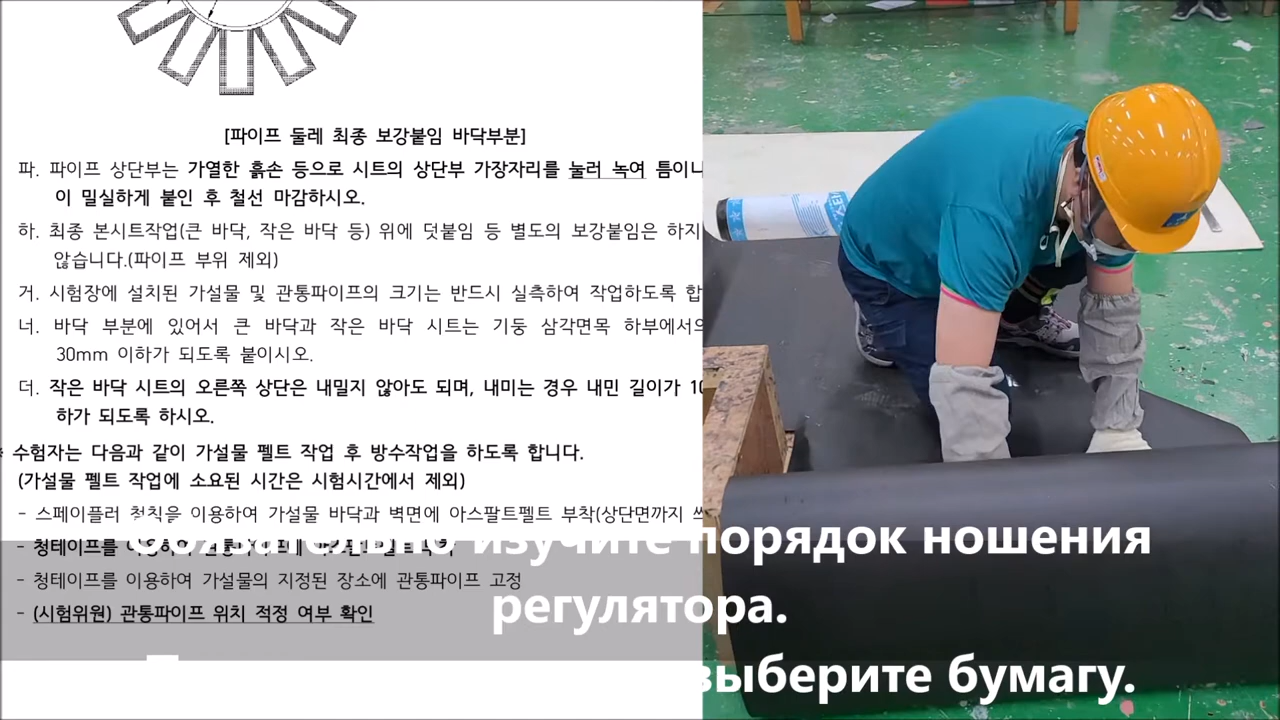 [파이프 둘레 최종 보강붙임 바닥부분]
파. 파이프 상단부는 가열한 흙손 등으로 시트의 상단부 가장자리를 눌러 녹여 틈이
이 밀실하게 붙인 후 철선 마감하시오.
하. 최종 본시트작업(큰 바닥, 작은 바닥 등) 위에 덧붙임 등 별도의 보강붙임은 하지
않습니다.(파이프 부위 제외)
거. 시험장에 설치된 가설물 및 관통파이프의 크기는 반드시 실측하여 작업하도록
너. 바닥 부분에 있어서 큰 바닥과 작은 바닥 시트는 기둥 삼각면목 하부에서
30mm 이하가 되도록 붙이시오.
더. 작은 바닥 시트의 오른쪽 상단은 내밀지 않아도 되며, 내미는 경우 내민 길이가
하가 되도록 하시오.
수험자는 다음과 같이 가설물 펠트 작업 후 방수작업을 하도록 합니다.
(가설물 펠트 작업에 소요된 시간은 시험시간에서 제외)
- 스페이플러 철침을 이용하여 가설물 바닥과 벽면에 아스팔트펠트 부착(상단면까지
изучите порядок ношения
- 청테이프를 이용하여
- 청테이프를 이용하여 가설물의 지정된 장소에 관통파이프 고정
регулятора.
- (시험위원) 관통파이프 위치 적정 여부 확인
выберите бумагу.